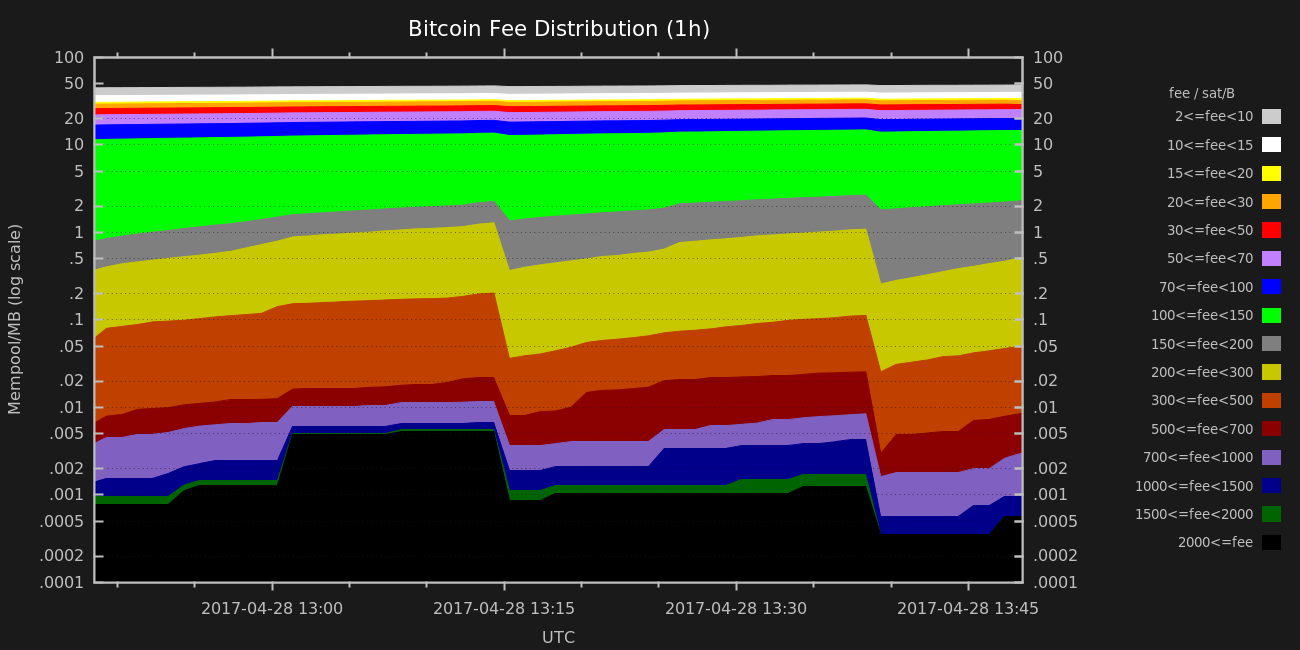 Bitcoin Fee Distribution (1h)
100 100
50 50
20 20
10 10
5 5
2 2
1 1
.5 .5
.2 .2
.1 .1
.05 .05
.02 .02
.01 .01
.005 .005
.002 .002
.001 .001
.0005 .0005
.0002 .0002
.0001 .0001
Mempool/MB (log scale)
2017-04-28 13:00 2017-04-28 13:15 2017-04-28 13:30 2017-04-28 13:45
UTC
fee / sat/B
2<=fee<10
10<=fee<15
15<=fee<20
20<=fee<30
30<=fee<50
50<=fee<70
70<=fee<100
100<=fee<150
150<=fee<200
200<=fee<300
300<=fee<500
500<=fee<700
700<=fee<1000
1000<=fee<1500
1500<=fee<2000
2000<=fee